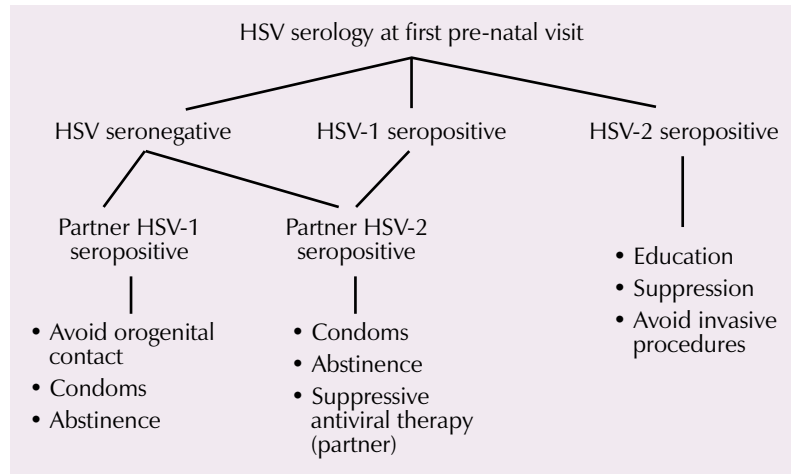 HSV serology at first pre-natal visit
HSV seronegative
HSV-1 seropositive
HSV-2 seropositive
Partner HSV-1
seropositive
Partner HSV-2
seropositive
• Avoid orogenital
contact
• Condoms
• Abstinence
• Condoms
• Abstinence
• Suppressive
antiviral therapy
(partner)
• Education
• Suppression
• Avoid invasive
procedures